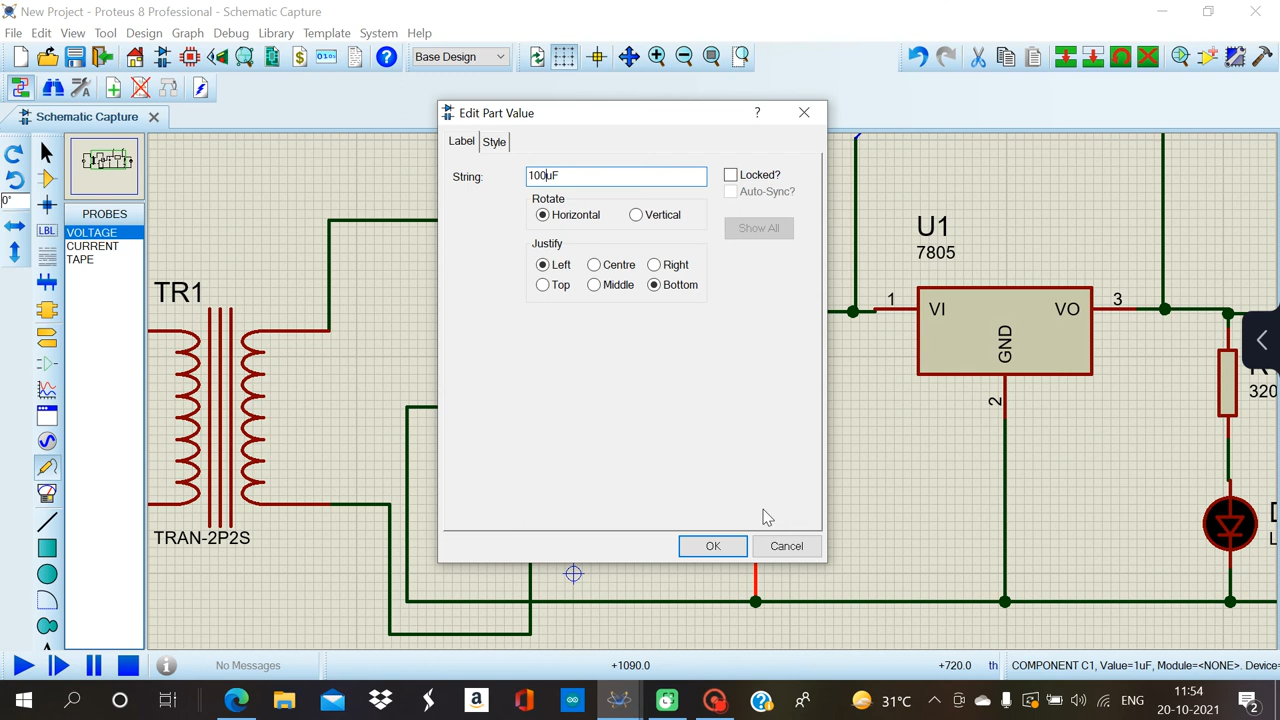 New Project - Proteus 8 Professional - Schematic Capture
File Edit View Tool Design Graph Debug Library Template System Help
Base Design
Schematic Capture
Edit Part Value
Label Style
String: 100uF
Locked?
Auto-Sync?
Rotate
Horizontal Vertical
Show All
Justify
Left Centre Right
Top Middle Bottom
OK Cancel
0°
LBL
PROBES
VOLTAGE
CURRENT
TAPE
TR1
TRAN-2P2S
U1
7805
1 VI VO 3
GND
2
320
No Messages
+1090.0
+720.0 th
COMPONENT C1, Value=1uF, Module=<NONE>. Device=
31°C
ENG
11:54
20-10-2021
2